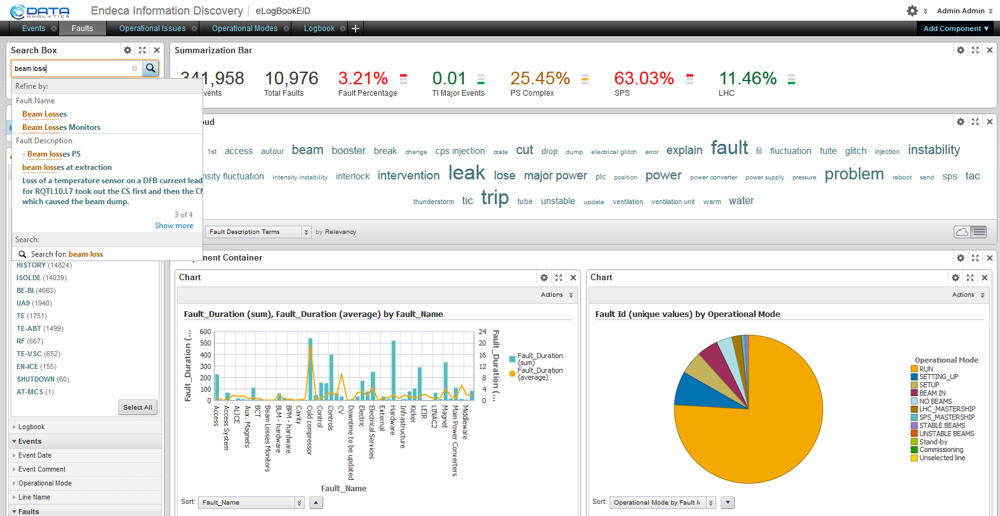 DATA
ANALYTICS
Endeca Information Discovery
eLogBookEID
Admin Admin
Events
Faults
Operational Issues
Operational Modes
Logbook
Add Component ▼
Search Box
beam loss
Refine by:
Fault Name
Beam Losses
Beam Losses Monitors
Fault Description
- Beam losses PS
beam losses at extraction
Loss of a temperature sensor on a DFB current lead
for RQTL10.L7 took out the CS first and then the
which caused the beam dump.
3 of 4
Show more
Search:
Search for: beam loss
HISTORY (14824)
ISOLDE (14039)
BE-BI (4663)
UA9 (1940)
TE (1751)
TE-ABT (1499)
RF (667)
TE-VSC (652)
EN-ICE (155)
SHUTDOWN (60)
AT-MCS (1)
Select All
Logbook
Events
Event Date
Event Comment
Operational Mode
Line Name
Faults
Summarization Bar
341,958
vents
10,976
Total Faults
3.21%
Fault Percentage
0.01
TI Major Events
25.45%
PS Complex
63.03%
SPS
11.46%
LHC
oud
1st access autour beam booster break change cps injection crate cut drop dump electrical glitch error explain fault fil fluctuation fuite glitch injection instability
nsity fluctuation intensity instability interlock intervention leak lose major power plc position power power converter power supply pressure problem reboot send sps tac
thunderstorm tic trip tube unstable update ventilation ventilation unit warm water
Fault Description Terms
by Relevancy
nent Container
Chart
Actions
Fault_Duration (sum), Fault_Duration (average) by Fault_Name
Fault_Duration (...
600
500
400
300
200
100
0
24
20
16
12
8
4
0
Fault_Duration (...
Fault_Duration
(sum)
Fault_Duration
(average)
Access
Access System
ALICE
Aux. Magnets
BCT
Beam Losses Monitors
BLM - hardware
BPM - hardware
Cavity
Cold compressor
Control
Controls
CV
Downtime to be updated
Electric
Electrical Services
External
Hardware
Infrastructure
Kicker
LEIR
LINAC2
Magnet
Main Power Converters
Middleware
Fault_Name
Sort:
Fault_Name
Chart
Actions
Fault Id (unique values) by Operational Mode
Operational Mode
RUN
SETTING_UP
SETUP
BEAM IN
NO BEAMS
LHC_MASTERSHIP
SPS_MASTERSHIP
STABLE BEAMS
UNSTABLE BEAMS
Stand-by
Commissioning
Unselected line
Sort:
Operational Mode by Fault Id